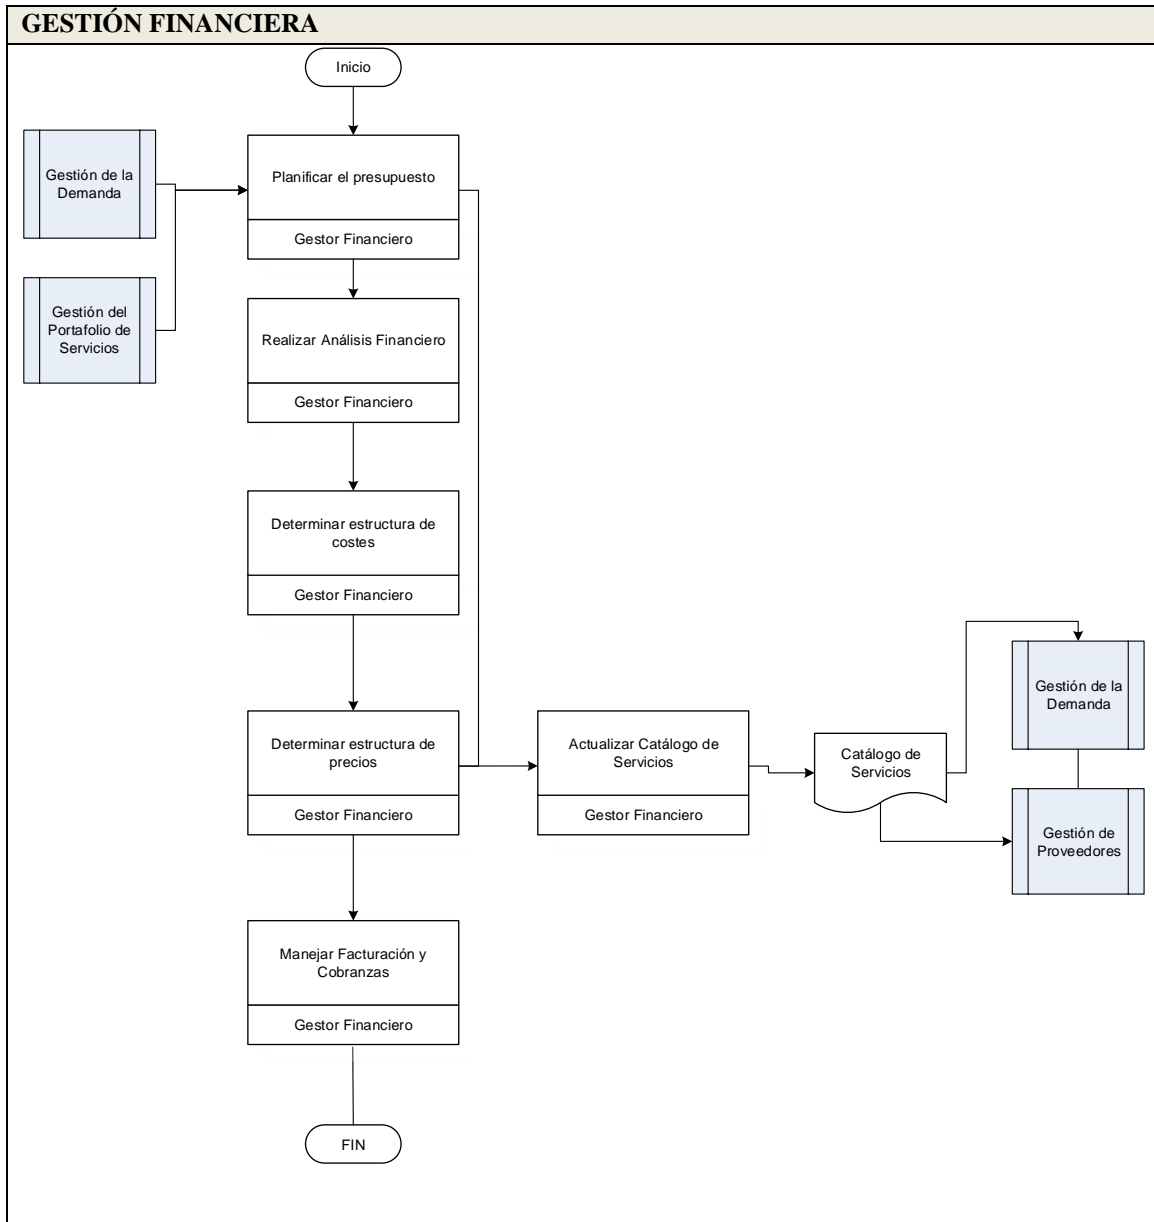 GESTIÓN FINANCIERA
Inicio
Gestión de la
Demanda
Planificar el presupuesto
Gestor Financiero
Gestión del
Portafolio de
Servicios
Realizar Análisis Financiero
Gestor Financiero
Determinar estructura de
costes
Gestor Financiero
Determinar estructura de
precios
Gestor Financiero
Actualizar Catálogo de
Servicios
Gestor Financiero
Catálogo de
Servicios
Gestión de la
Demanda
Gestión de
Proveedores
Manejar Facturación y
Cobranzas
Gestor Financiero
FIN